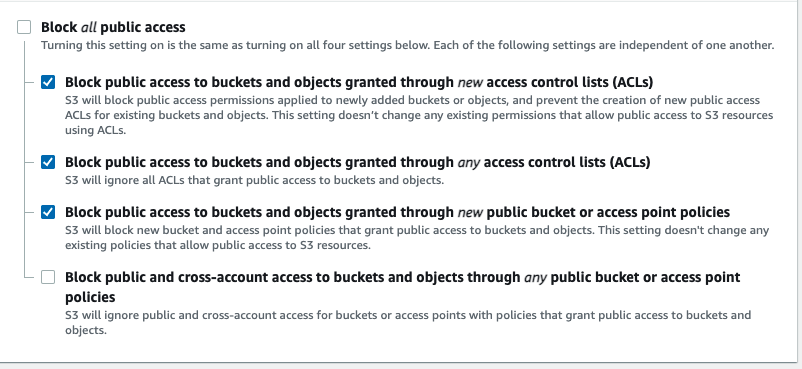 Block all public access
Turning this setting on is the same as turning on all four settings below. Each of the following settings are independent of one another.
Block public access to buckets and objects granted through new access control lists (ACLs)
S3 will block public access permissions applied to newly added buckets or objects, and prevent the creation of new public access
ACLs for existing buckets and objects. This setting doesn't change any existing permissions that allow public access to S3 resources
using ACLs.
Block public access to buckets and objects granted through any access control lists (ACLs)
S3 will ignore all ACLs that grant public access to buckets and objects.
Block public access to buckets and objects granted through new public bucket or access point policies
S3 will block new bucket and access point policies that grant public access to buckets and objects. This setting doesn't change any
existing policies that allow public access to S3 resources.
Block public and cross-account access to buckets and objects through any public bucket or access point
policies
S3 will ignore public and cross-account access for buckets or access points with policies that grant public access to buckets and
objects.